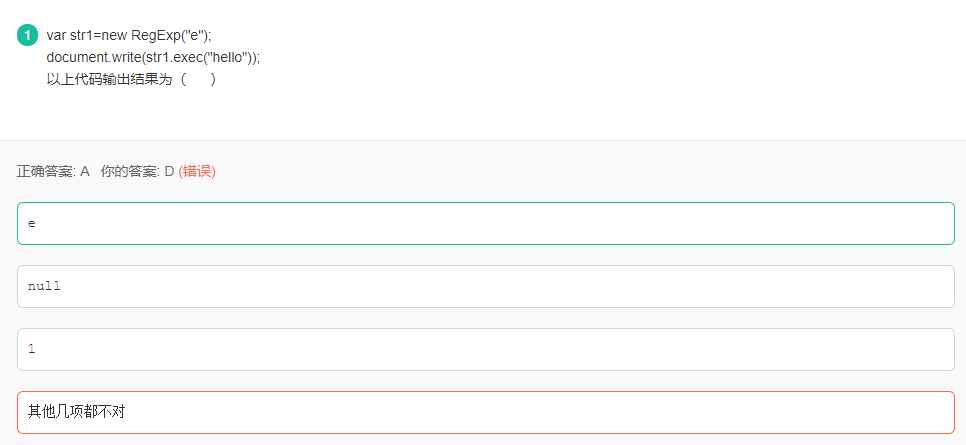 1 var str1=new RegExp("e");
document.write(str1.exec("hello"));
以上代码输出结果为（ ）
正确答案: A 你的答案: D (错误)
e
null
1
其他几项都不对